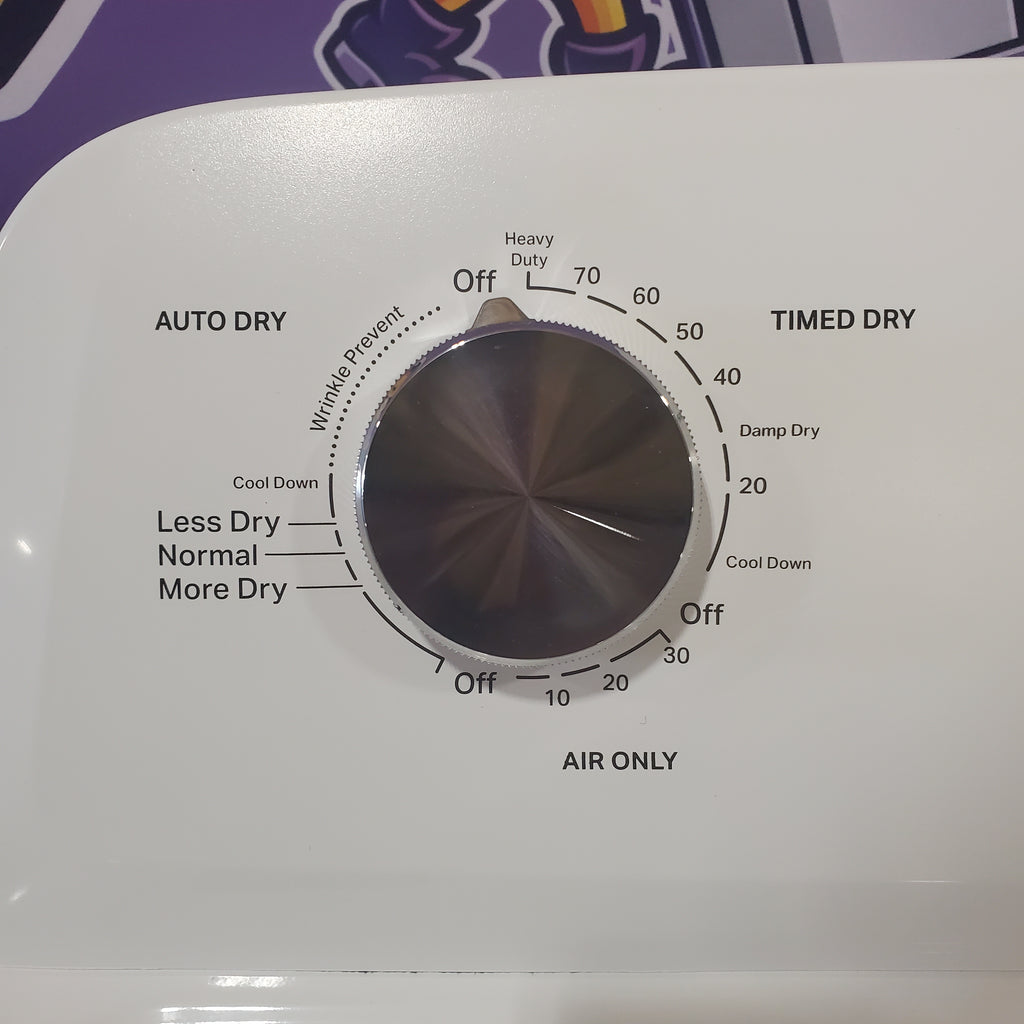 Heavy
Duty
Off
70
60
50
40
Damp Dry
20
Cool Down
Off
TIMED DRY
AUTO DRY
Wrinkle Prevent
Cool Down
Less Dry
Normal
More Dry
Off
10
20
30
AIR ONLY